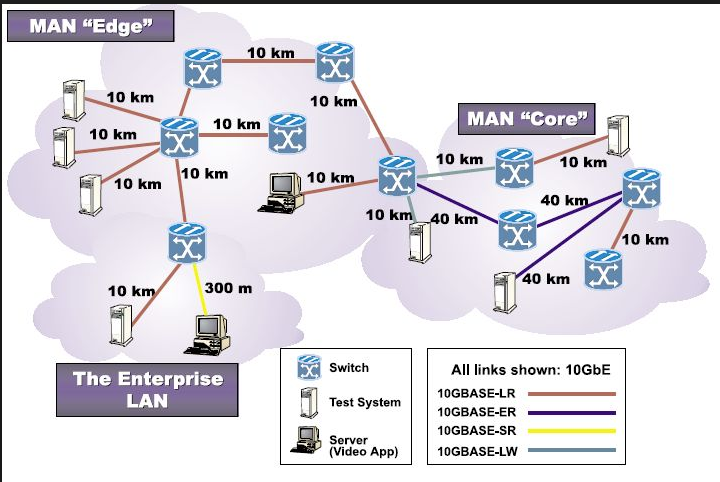 MAN “Edge”
10 km
10 km
10 km
10 km
10 km
MAN “Core”
10 km
10 km
10 km
10 km
10 km
10 km
40 km
10 km
40 km
10 km
40 km
10 km
300 m
The Enterprise
LAN
Switch
Test System
Server
(Video App)
All links shown: 10GbE
10GBASE-LR
10GBASE-ER
10GBASE-SR
10GBASE-LW